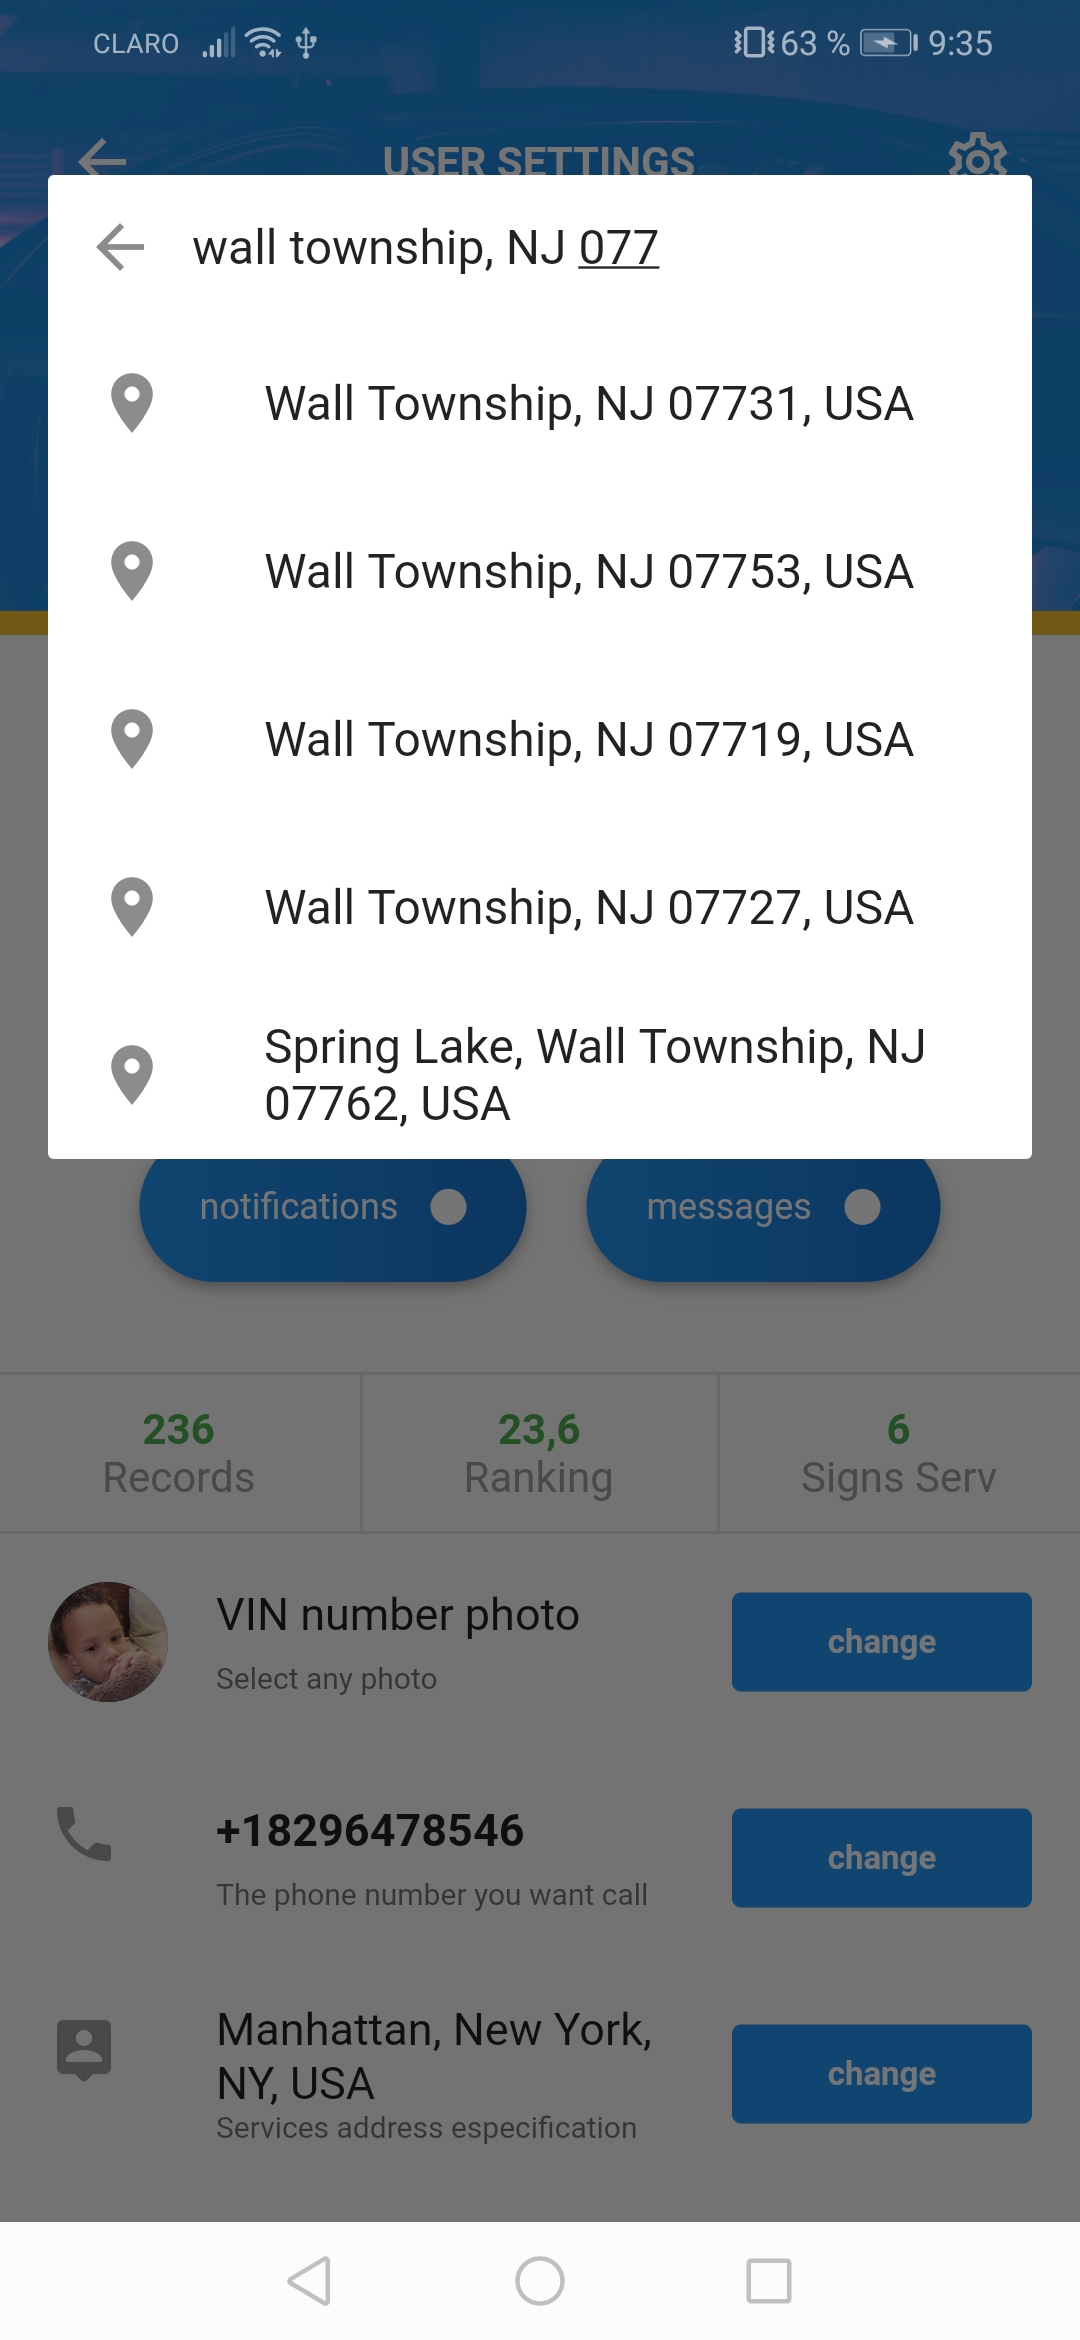 CLARO
63 %
9:35
USER SETTINGS
wall township, NJ 077
Wall Township, NJ 07731, USA
Wall Township, NJ 07753, USA
Wall Township, NJ 07719, USA
Wall Township, NJ 07727, USA
Spring Lake, Wall Township, NJ
07762, USA
notifications
messages
236
Records
23,6
Ranking
6
Signs Serv
VIN number photo
Select any photo
change
+18296478546
The phone number you want call
change
Manhattan, New York,
NY, USA
Services address especification
change